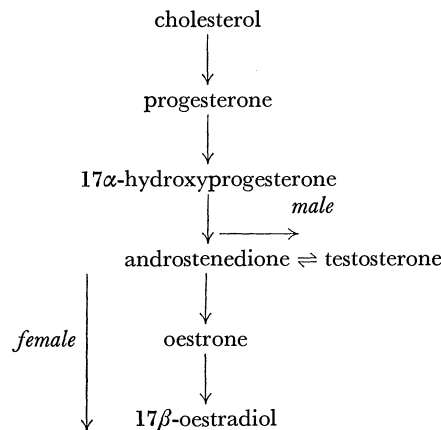 cholesterol
progesterone
17α-hydroxyprogesterone
male
androstenedione ⇌ testosterone
female
oestrone
17β-oestradiol